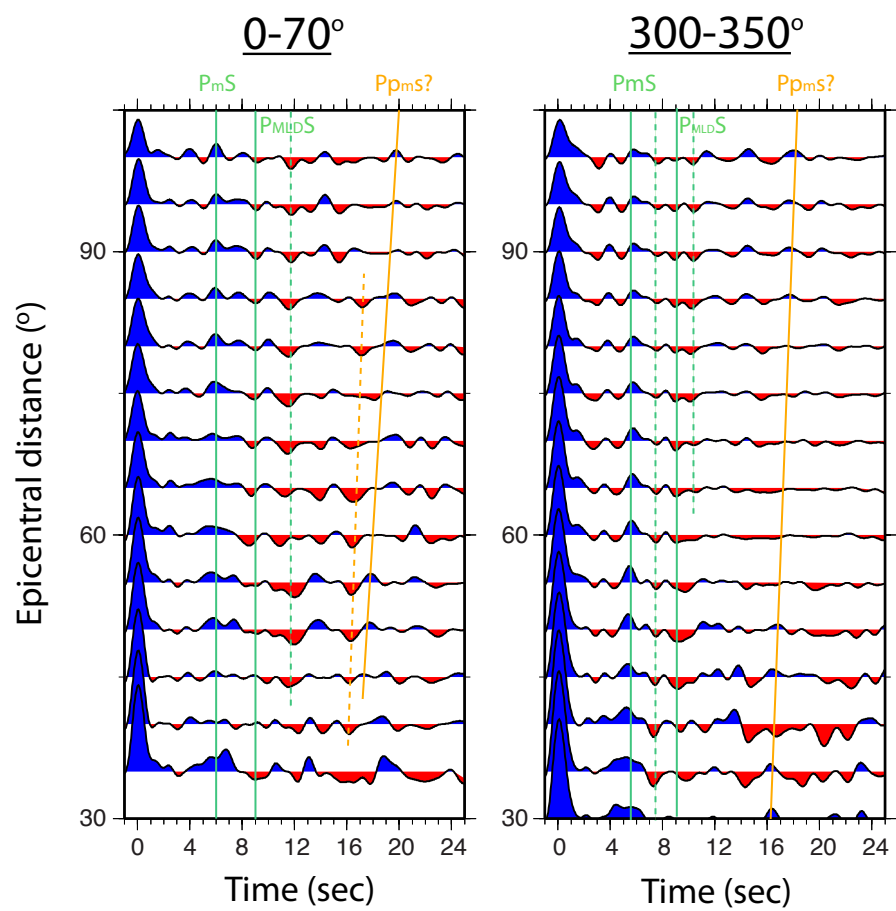 0-70°
300-350°
PmS
Ppms?
PmS
Ppms?
PMLDS
PMLDS
90
60
30
90
60
30
Epicentral distance (°)
0 4 8 12 16 20 24
0 4 8 12 16 20 24
Time (sec)
Time (sec)